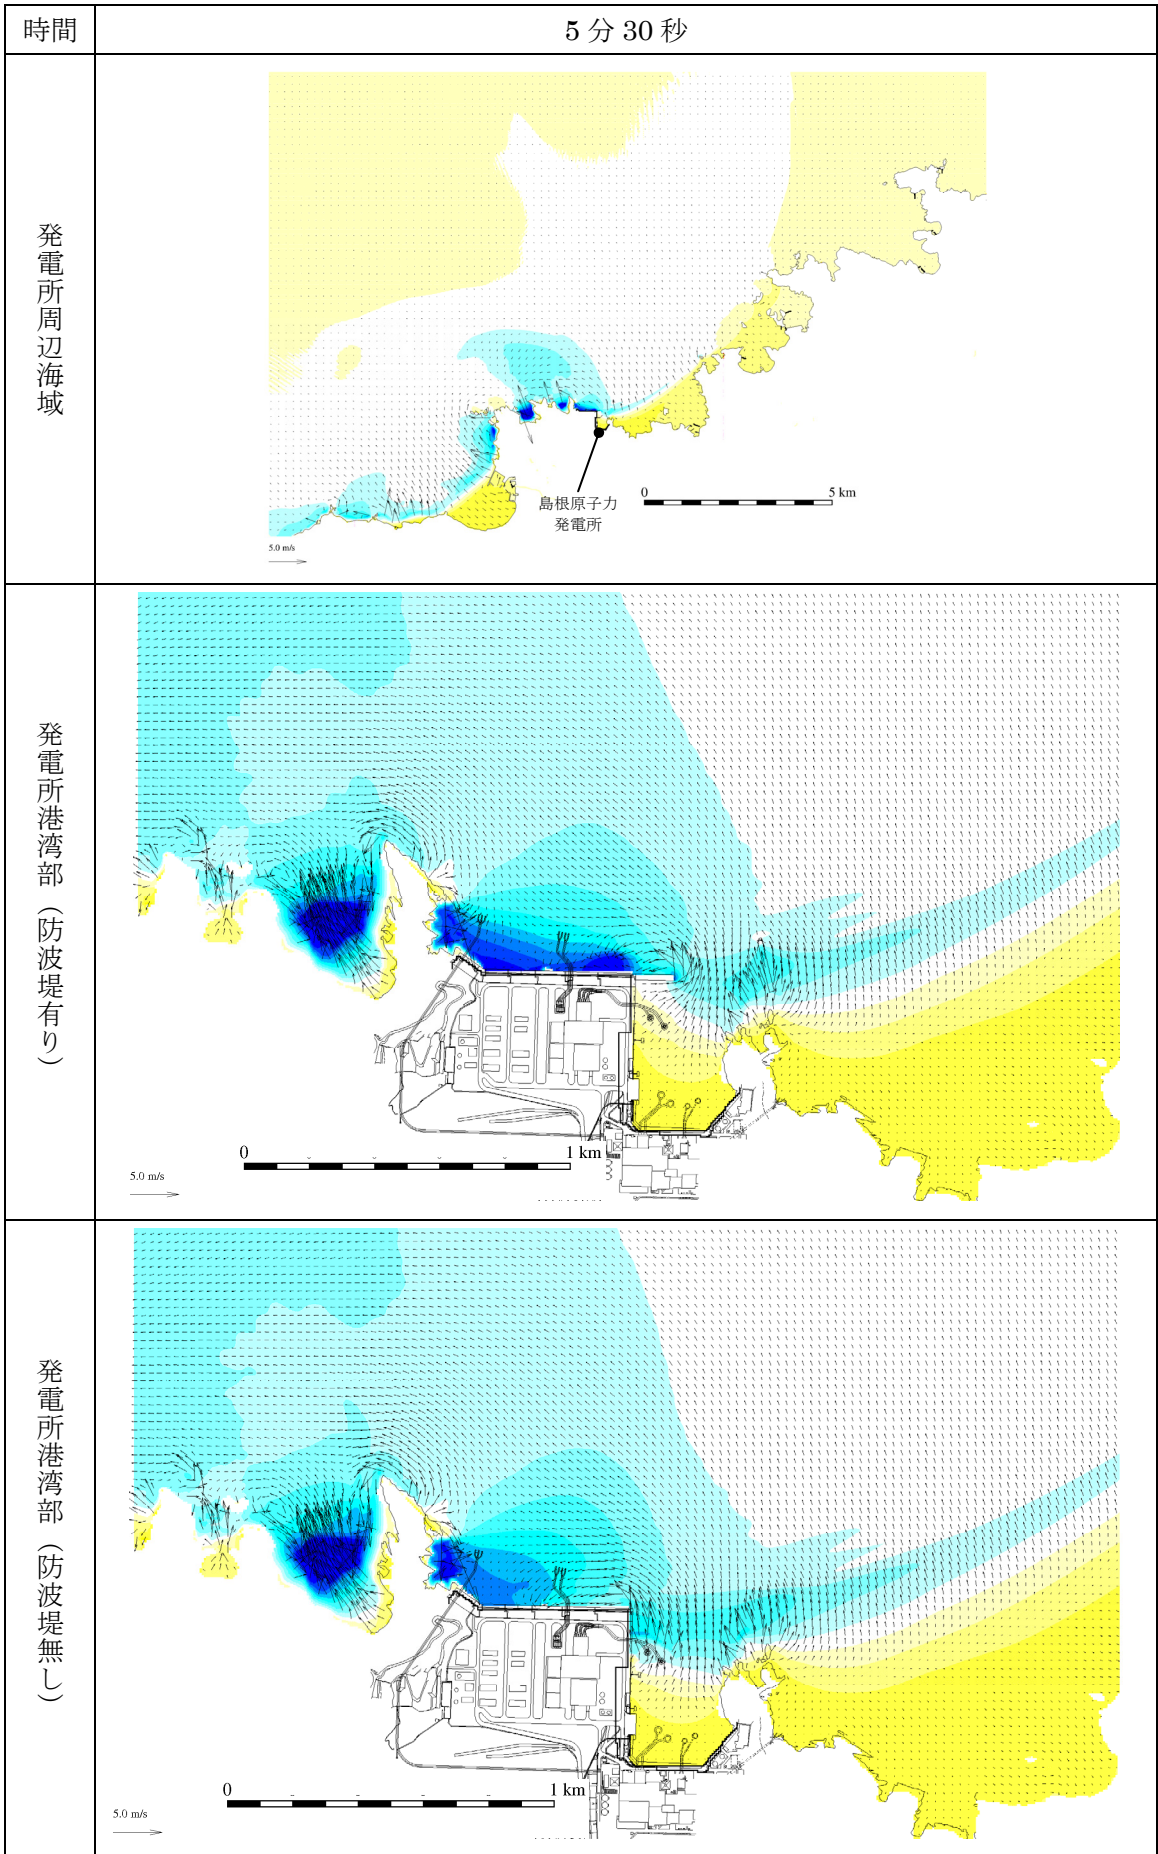 時間
5分30秒
発電所周辺海域
島根原子力
発電所
0
5 km
5.0 m/s
発電所港湾部（防波堤有り）
0
1 km
5.0 m/s
発電所港湾部（防波堤無し）
0
1 km
5.0 m/s